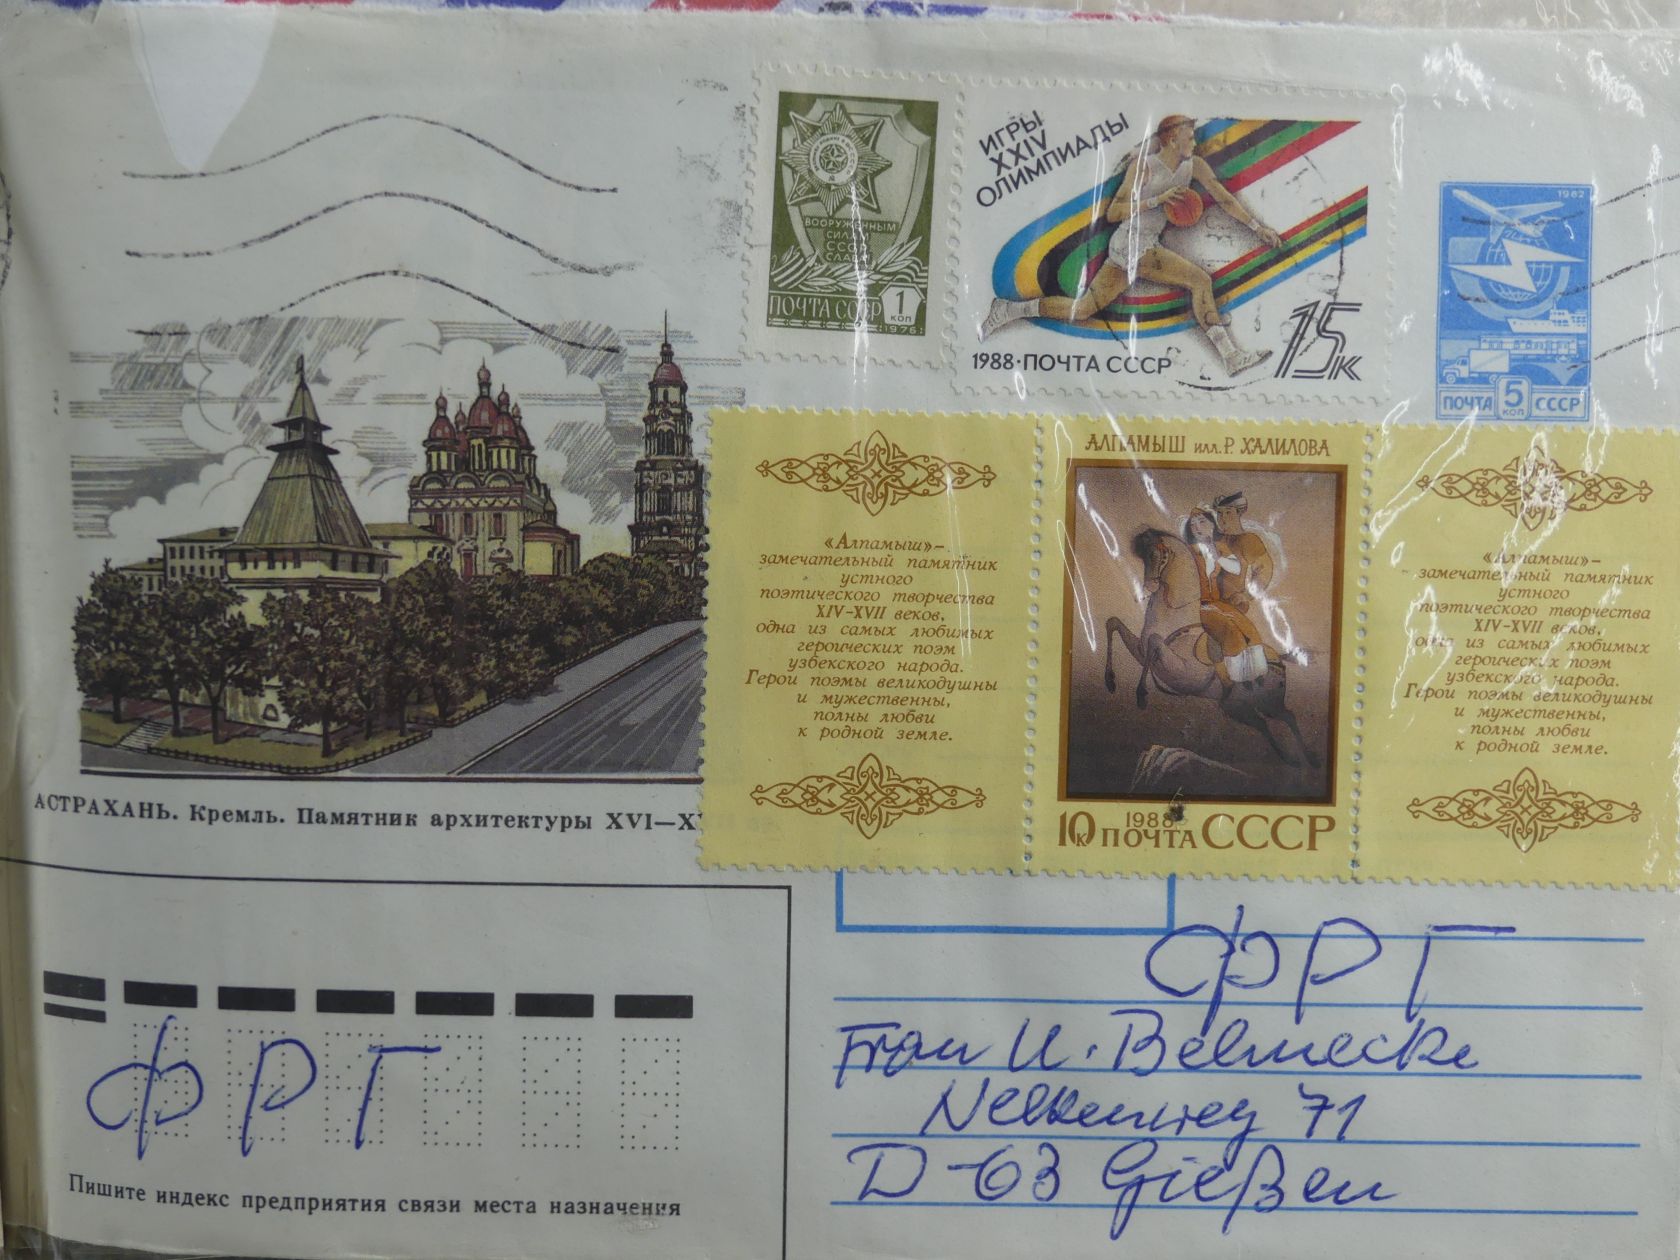 ВООРУЖЕННЫМ
СИЛАМ
СССР
СЛАВА
ПОЧТА СССР 1
КОП
1976
ИГРЫ
XXIV
ОЛИМПИАДЫ
1988·ПОЧТА СССР
15к
1982
ПОЧТА 5 СССР
КОП
«Алпамыш»–
замечательный памятник
устного
поэтического творчества
XIV–XVII веков,
одна из самых любимых
героических поэм
узбекского народа.
Герои поэмы великодушны
и мужественны,
полны любви
к родной земле.
АЛПАМЫШ илл. Р. ХАЛИЛОВА
1988
10к ПОЧТА СССР
«Алпамыш»–
замечательный памятник
устного
поэтического творчества
XIV–XVII веков,
одна из самых любимых
героических поэм
узбекского народа.
Герои поэмы великодушны
и мужественны,
полны любви
к родной земле.
АСТРАХАНЬ. Кремль. Памятник архитектуры XVI—X
ФРГ
Пишите индекс предприятия связи места назначения
ФРГ
Frau U. Belmecke
Nelkenweg 71
D-63 Gießen